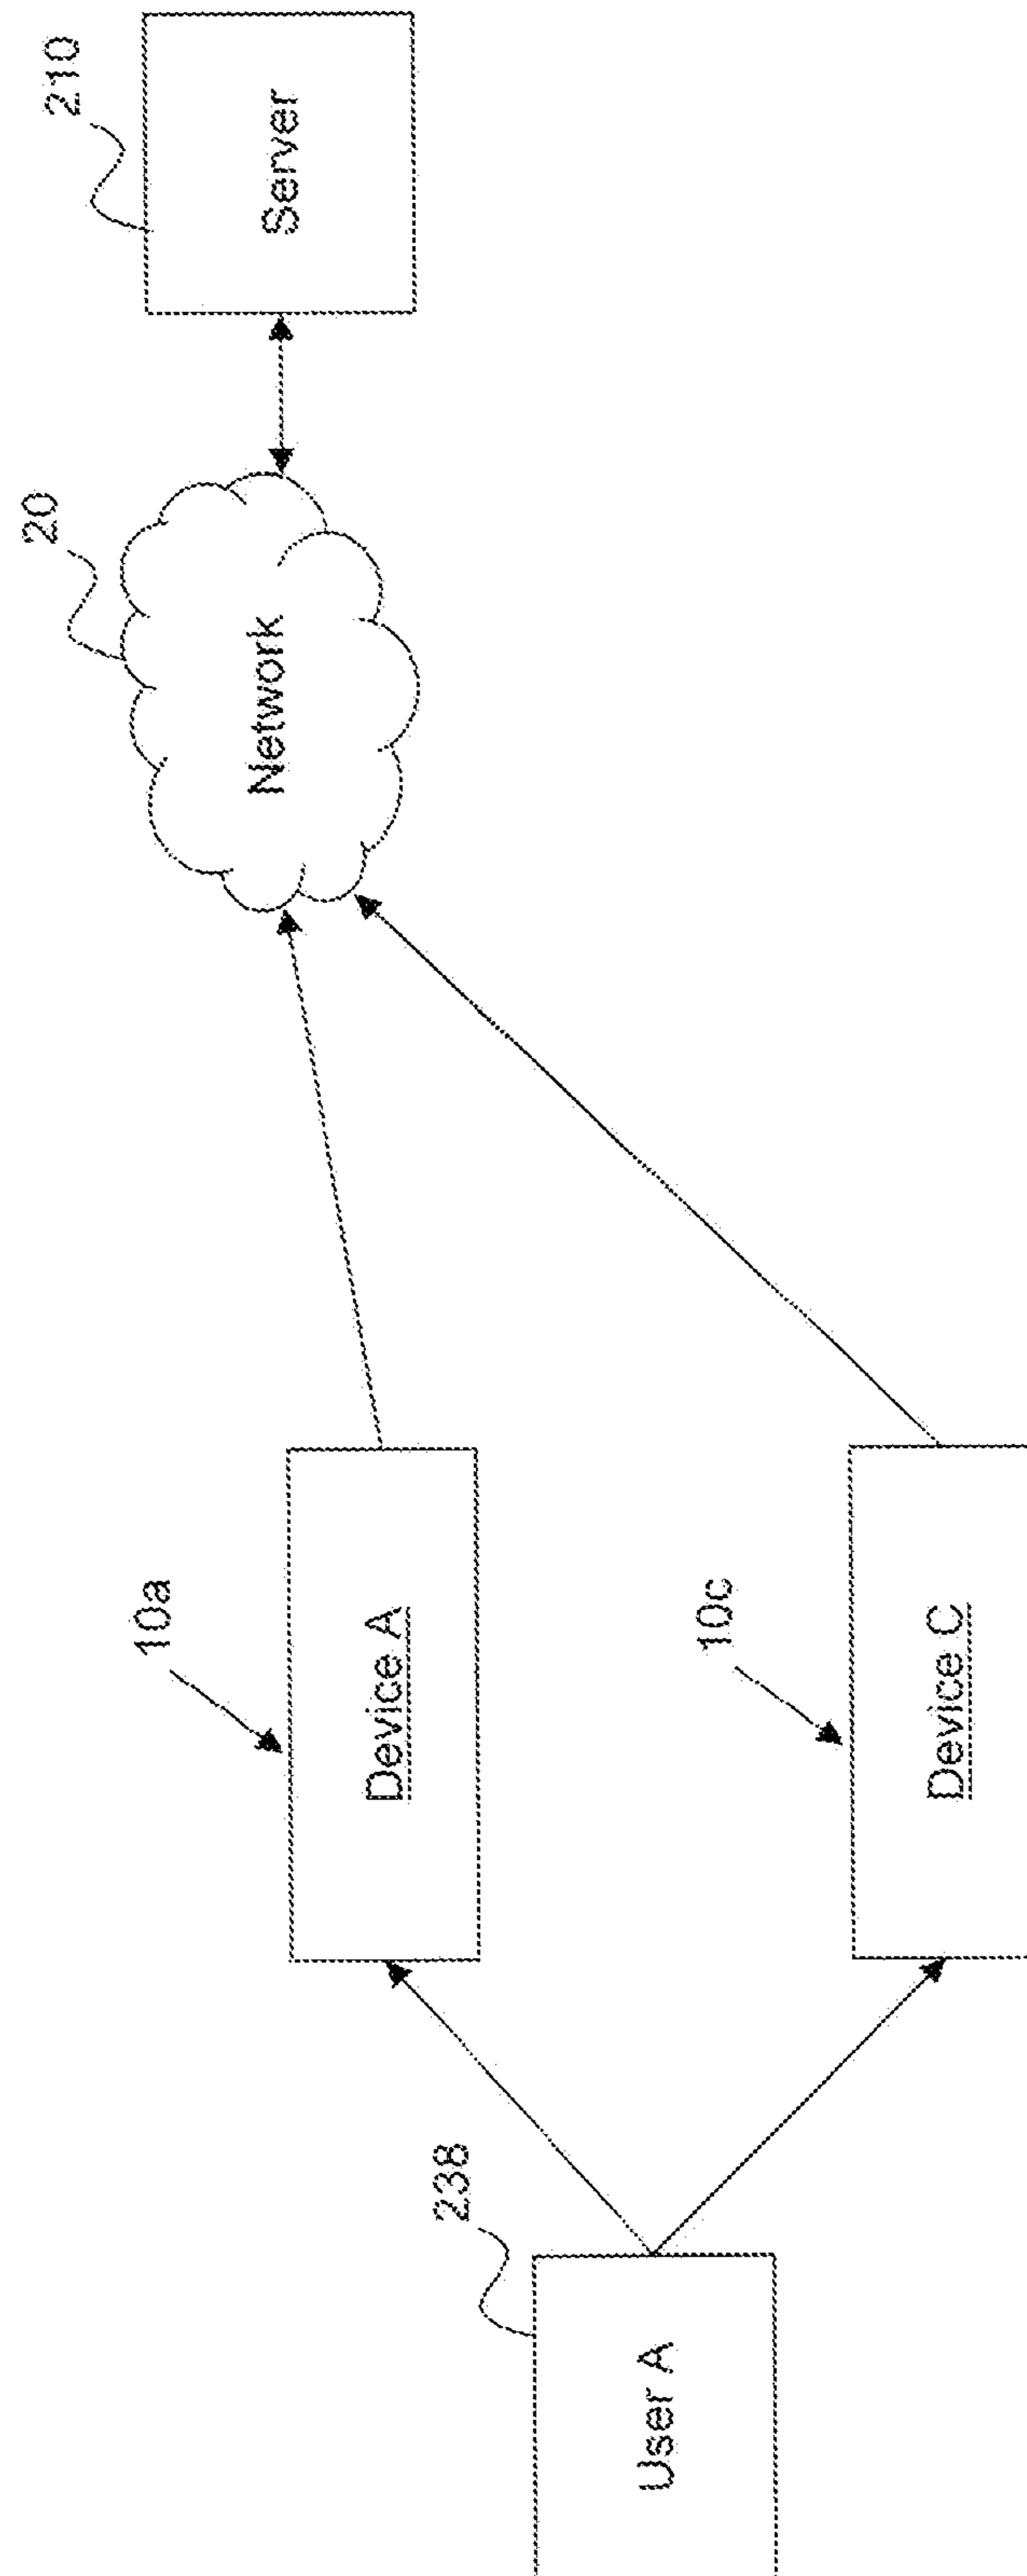 210
Server
20
Network
10a
Device A
10c
Device C
238
User A